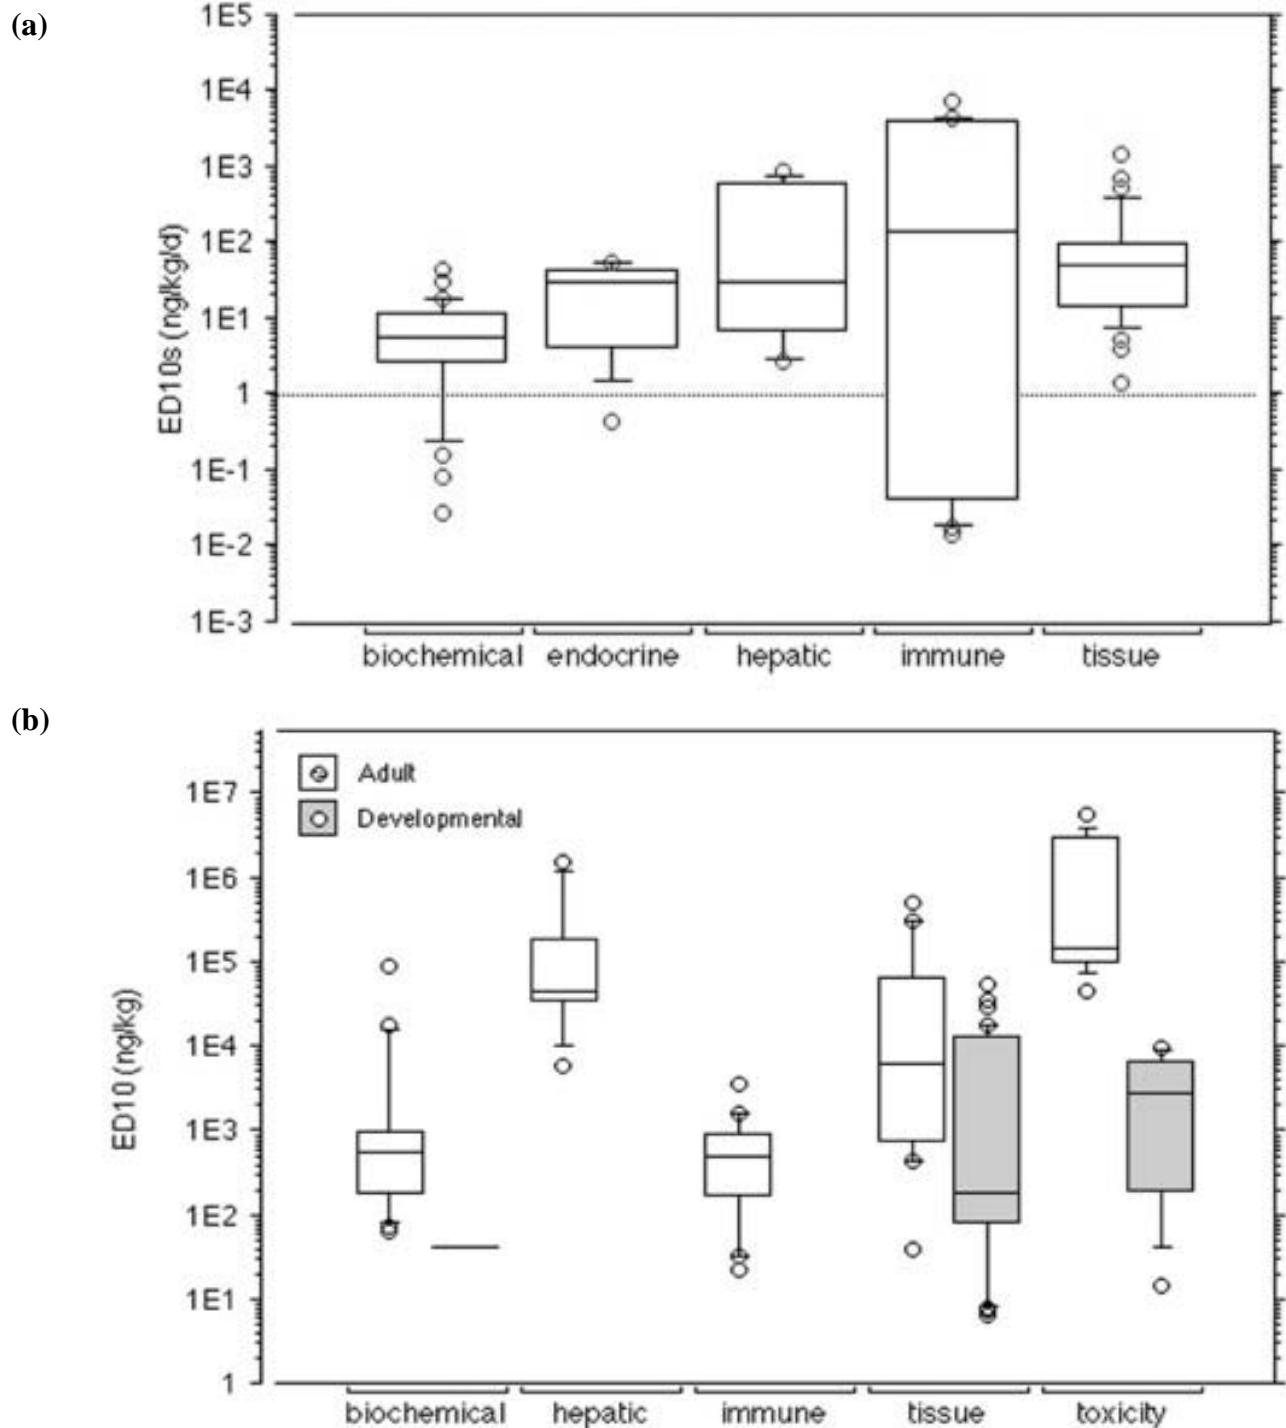 (a)
1E5
1E4
1E3
1E2
1E1
1
1E-1
1E-2
1E-3
ED10s (ng/kg/d)
biochemical endocrine hepatic immune tissue
(b)
Adult
Developmental
1E7
1E6
1E5
1E4
1E3
1E2
1E1
1
ED10 (ng/kg)
biochemical hepatic immune tissue toxicity